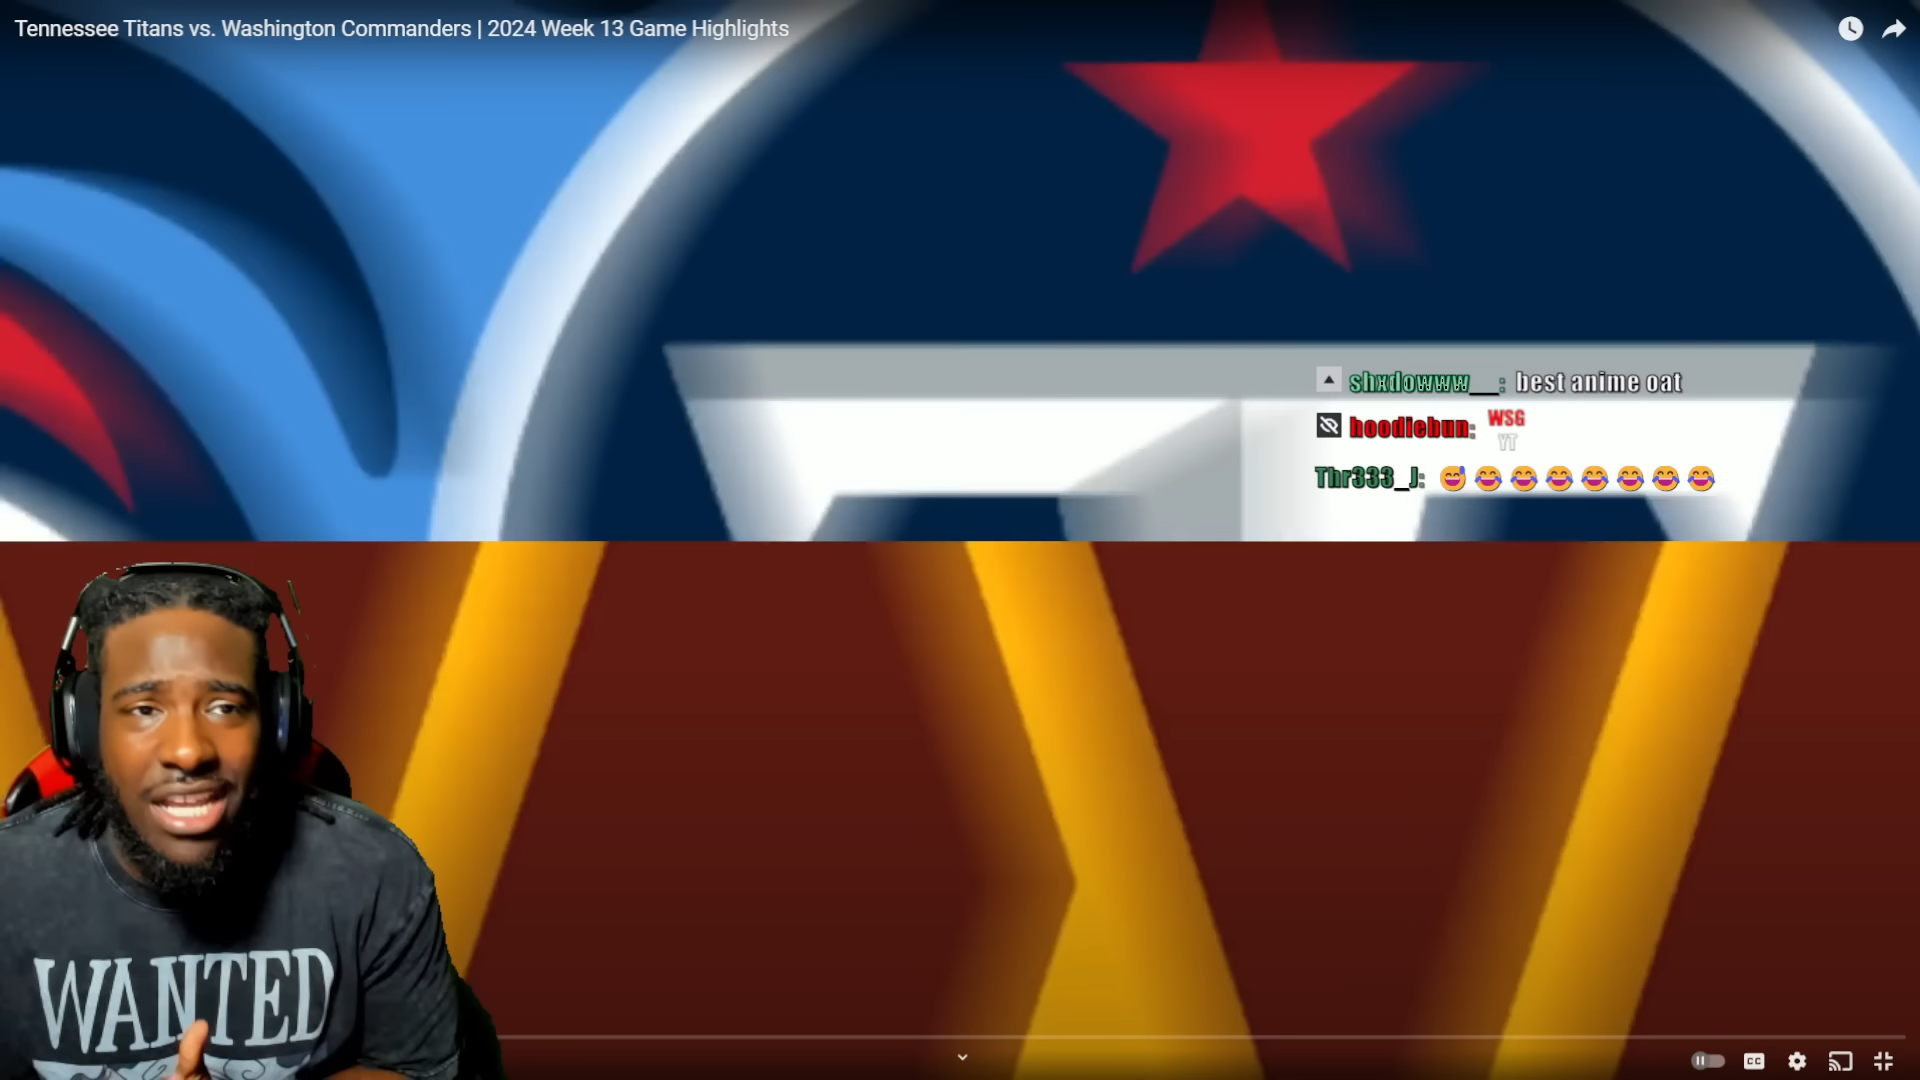 Tennessee Titans vs. Washington Commanders | 2024 Week 13 Game Highlights
shxdowww__: best anime oat
hoodiebun: WSG
YT
Thr333_J: 😅😂😂😂😂😂😂😂
WANTED
CC